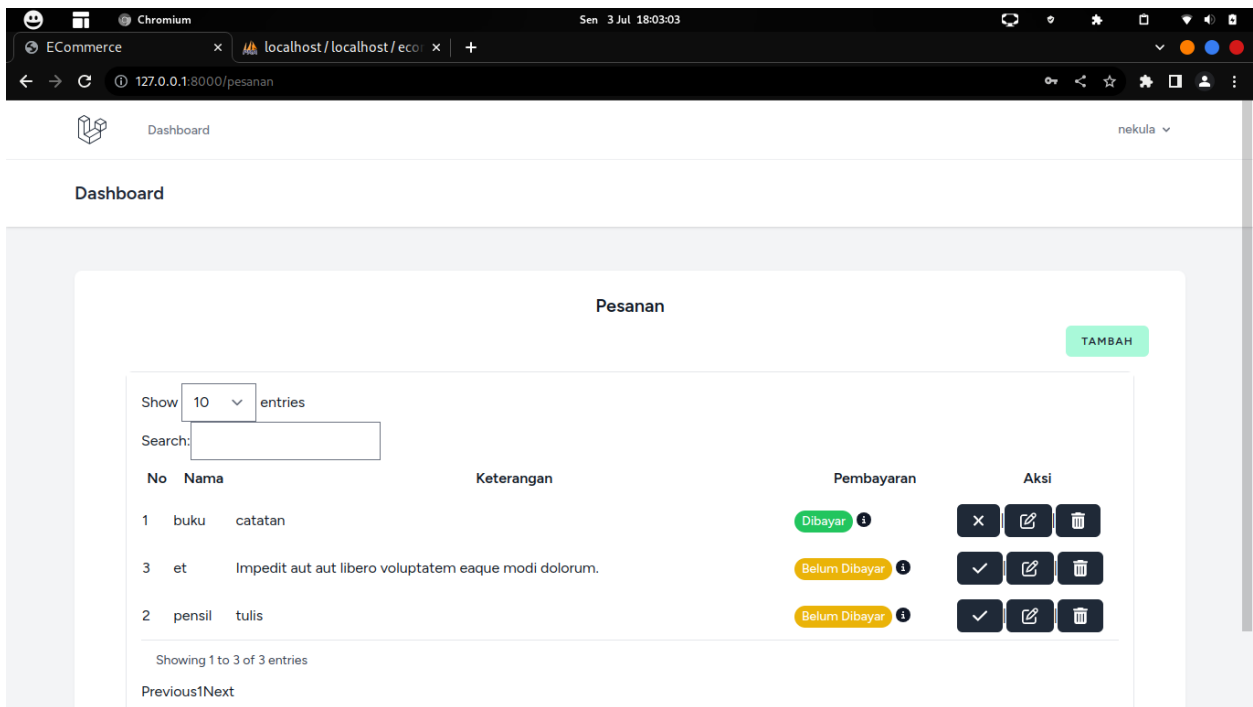 Chromium
Sen 3 Jul 18:03:03
ECommerce
localhost / localhost / ecor
127.0.0.1:8000/pesanan
Dashboard
nekula
Dashboard
Pesanan
TAMBAH
Show 10 entries
Search:
No Nama Keterangan Pembayaran Aksi
1 buku catatan Dibayar
3 et Impedit aut aut libero voluptatem eaque modi dolorum. Belum Dibayar
2 pensil tulis Belum Dibayar
Showing 1 to 3 of 3 entries
Previous1Next